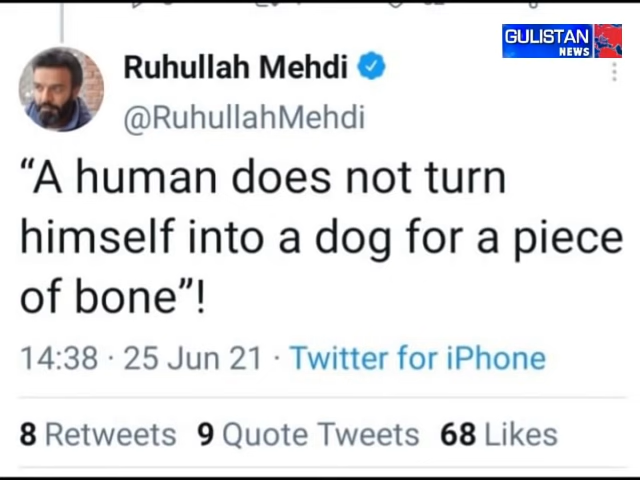 GULISTAN
NEWS
Ruhullah Mehdi
@RuhullahMehdi
“A human does not turn
himself into a dog for a piece
of bone”!
14:38 · 25 Jun 21 · Twitter for iPhone
8 Retweets 9 Quote Tweets 68 Likes